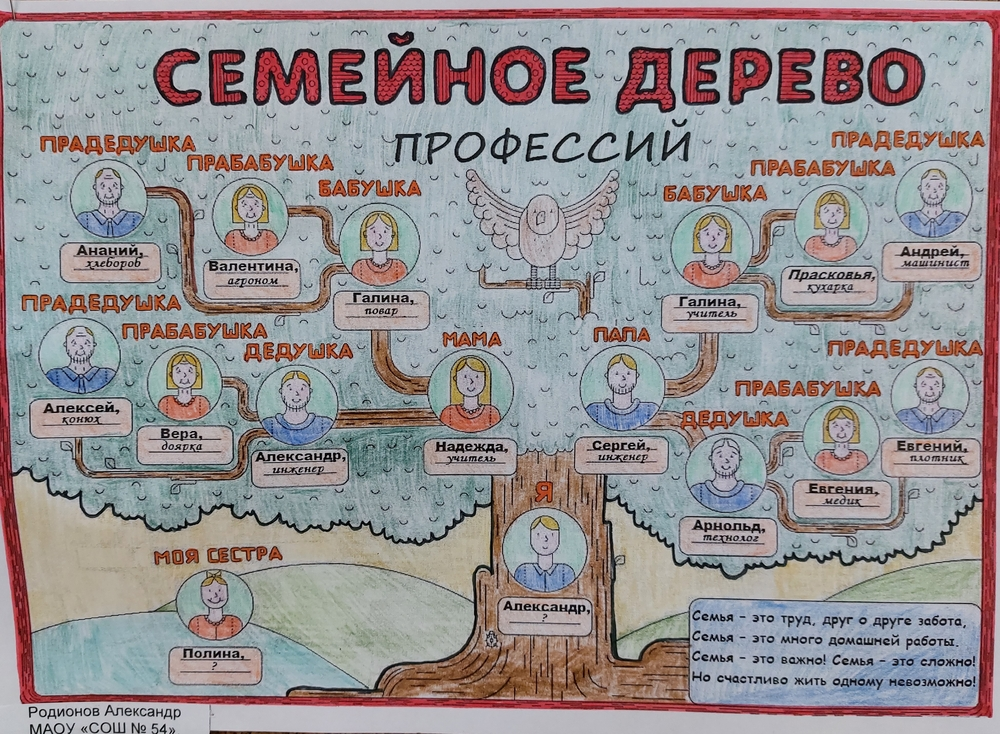 СЕМЕЙНОЕ ДЕРЕВО
ПРОФЕССИЙ
ПРАДЕДУШКА
Ананий,
хлебороб
ПРАБАБУШКА
Валентина,
агроном
БАБУШКА
Галина,
повар
БАБУШКА
Галина,
учитель
ПРАБАБУШКА
Прасковья,
кухарка
ПРАДЕДУШКА
Андрей,
машинист
ПРАДЕДУШКА
Алексей,
конюх
ПРАБАБУШКА
Вера,
доярка
ДЕДУШКА
Александр,
инженер
МАМА
Надежда,
учитель
ПАПА
Сергей,
инженер
ДЕДУШКА
Арнольд,
технолог
ПРАБАБУШКА
Евгения,
медик
ПРАДЕДУШКА
Евгений,
плотник
Я
Александр,
?
МОЯ СЕСТРА
Полина,
?
Семья – это труд, друг о друге забота,
Семья – это много домашней работы.
Семья – это важно! Семья – это сложно!
Но счастливо жить одному невозможно!
Родионов Александр
МАОУ «СОШ № 54»